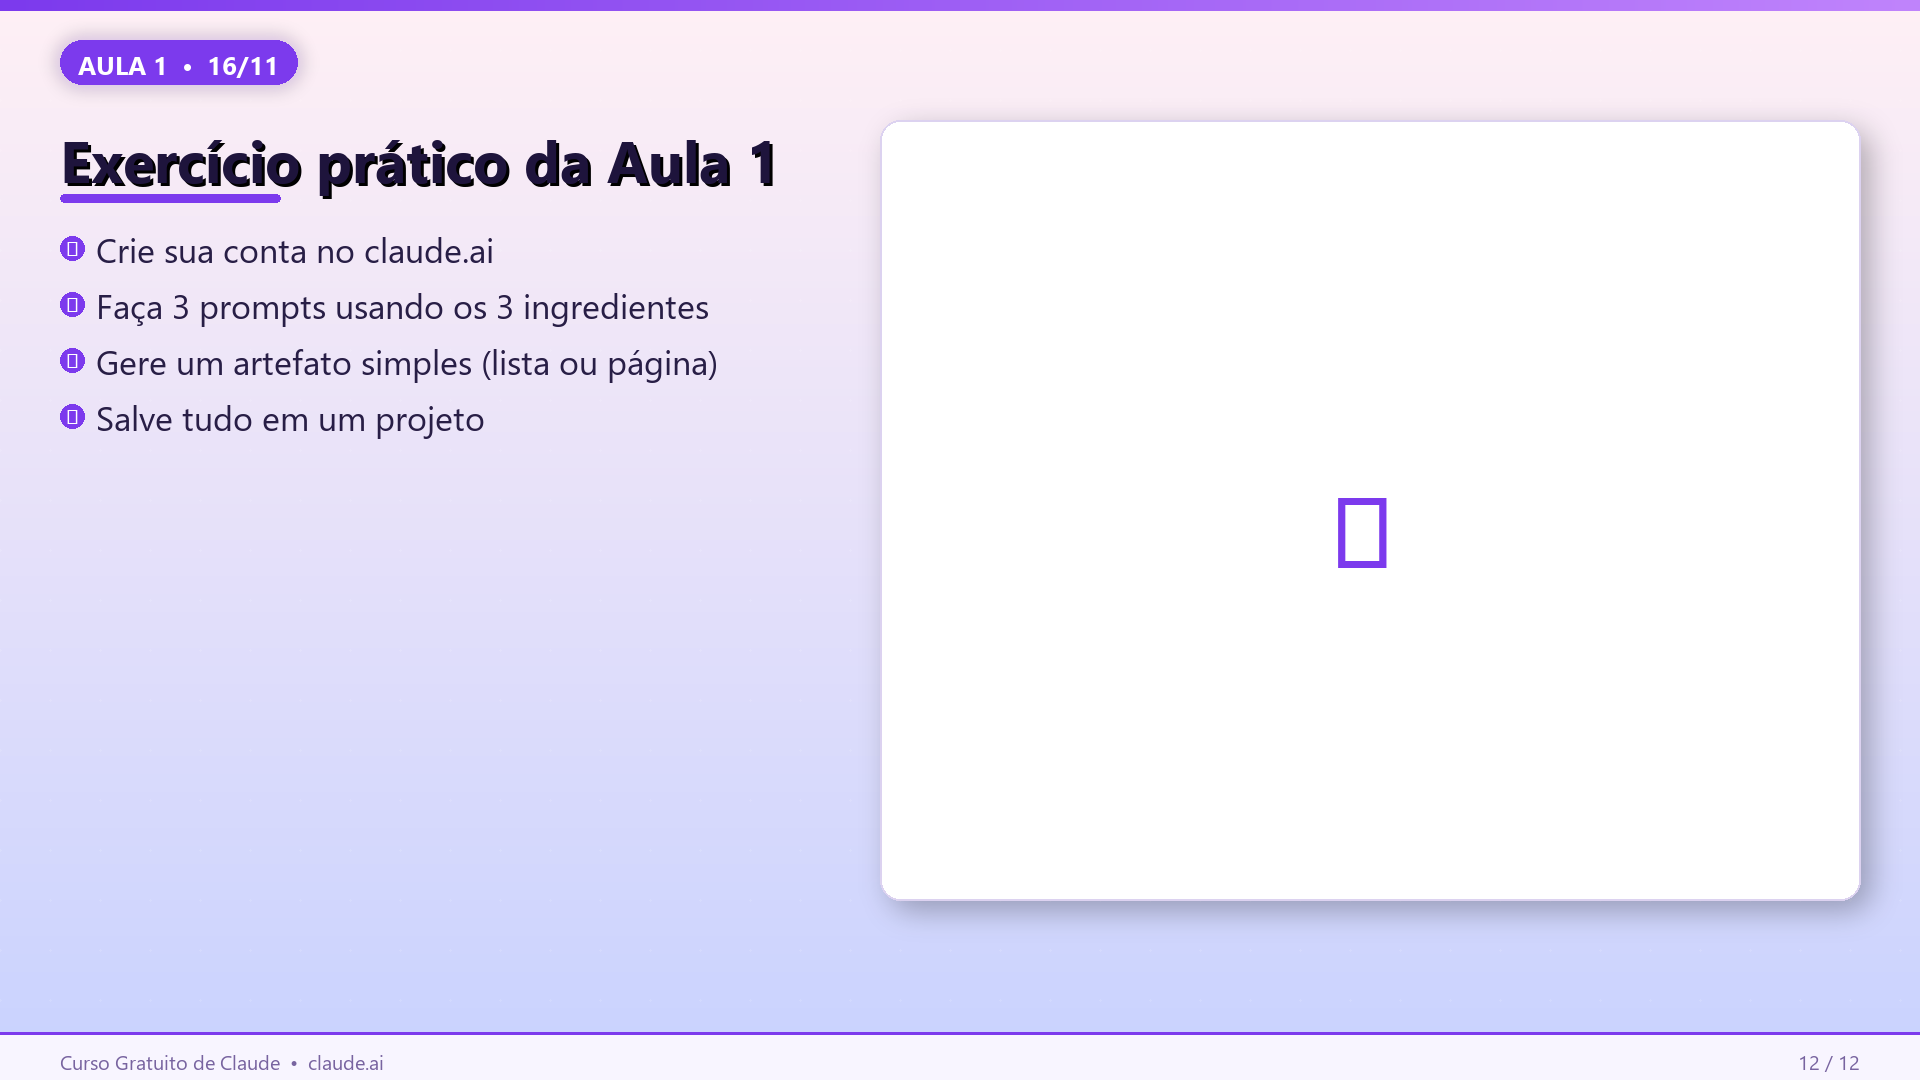 AULA 1 • 16/11
Exercício prático da Aula 1
Crie sua conta no claude.ai
Faça 3 prompts usando os 3 ingredientes
Gere um artefato simples (lista ou página)
Salve tudo em um projeto
Curso Gratuito de Claude • claude.ai
12 / 12